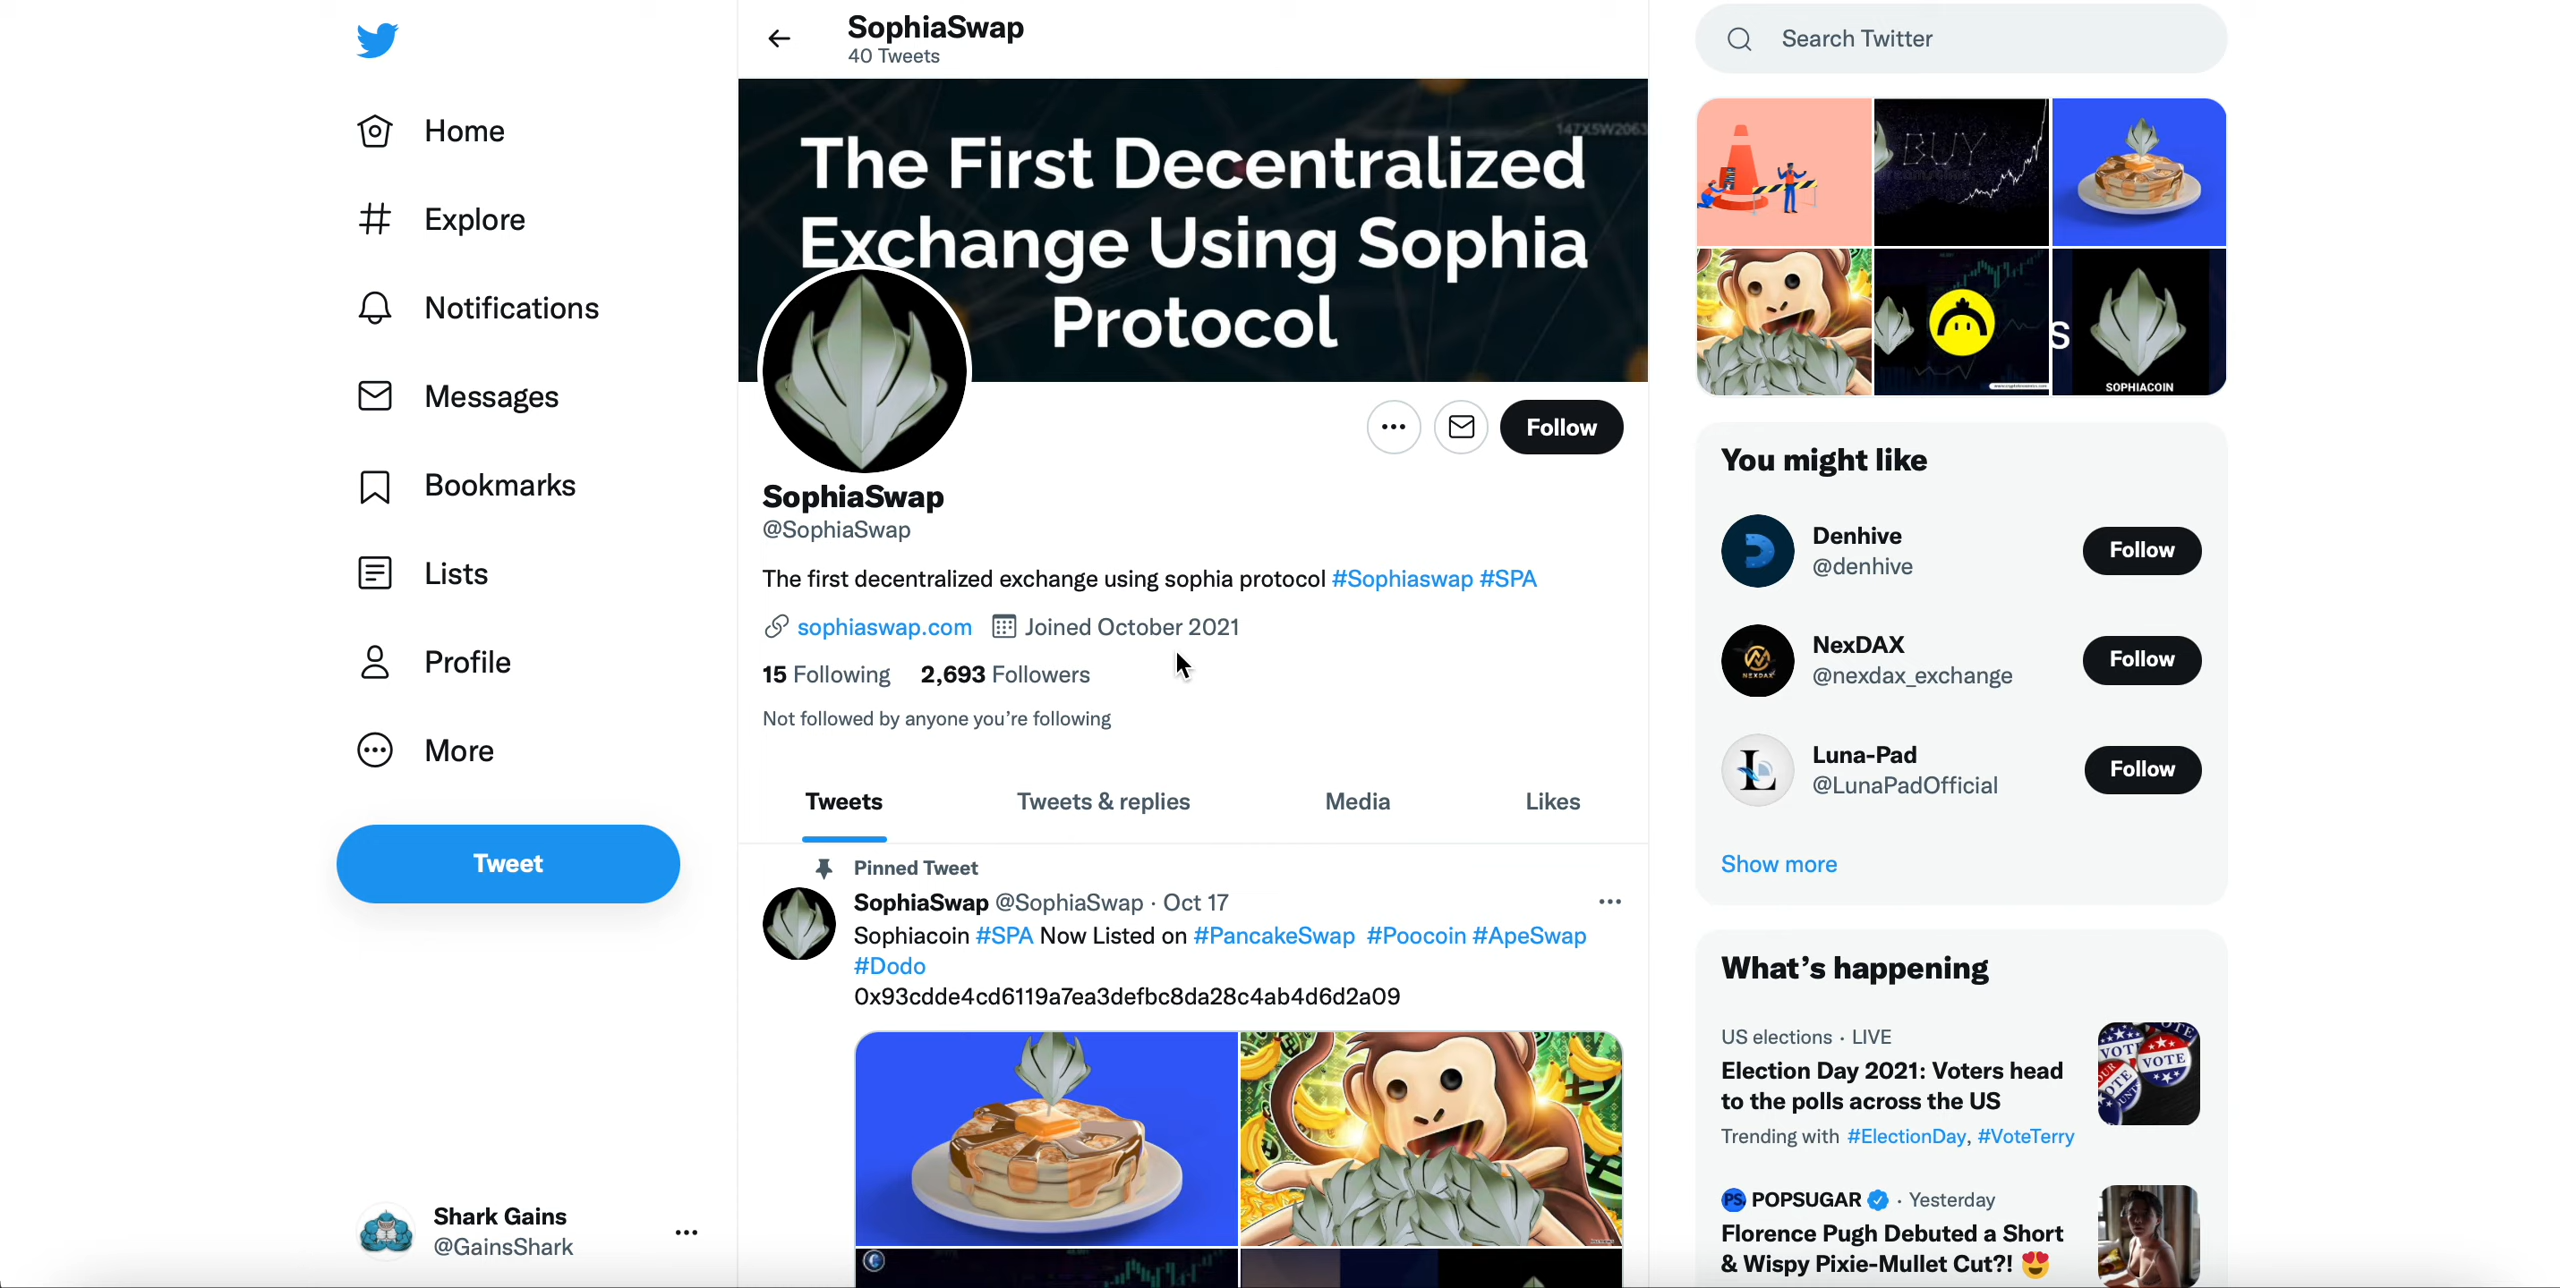 SophiaSwap
40 Tweets
Search Twitter
Home
Explore
Notifications
Messages
Bookmarks
Lists
Profile
More
Tweet
Shark Gains
@GainsShark
147X5W2063
The First Decentralized
Exchange Using Sophia
Protocol
Follow
SophiaSwap
@SophiaSwap
The first decentralized exchange using sophia protocol #Sophiaswap #SPA
sophiaswap.com Joined October 2021
15 Following 2,693 Followers
Not followed by anyone you're following
Tweets Tweets & replies Media Likes
Pinned Tweet
SophiaSwap @SophiaSwap · Oct 17
Sophiacoin #SPA Now Listed on #PancakeSwap #Poocoin #ApeSwap
#Dodo
0x93cdde4cd6119a7ea3defbc8da28c4ab4d6d2a09
BUY
S
SOPHIACOIN
You might like
Denhive
@denhive
Follow
NEXDAX
NexDAX
@nexdax_exchange
Follow
L
Luna-Pad
@LunaPadOfficial
Follow
Show more
What's happening
US elections · LIVE
Election Day 2021: Voters head
to the polls across the US
Trending with #ElectionDay, #VoteTerry
VOTE
VOTE
PS POPSUGAR · Yesterday
Florence Pugh Debuted a Short
& Wispy Pixie-Mullet Cut?! 😍